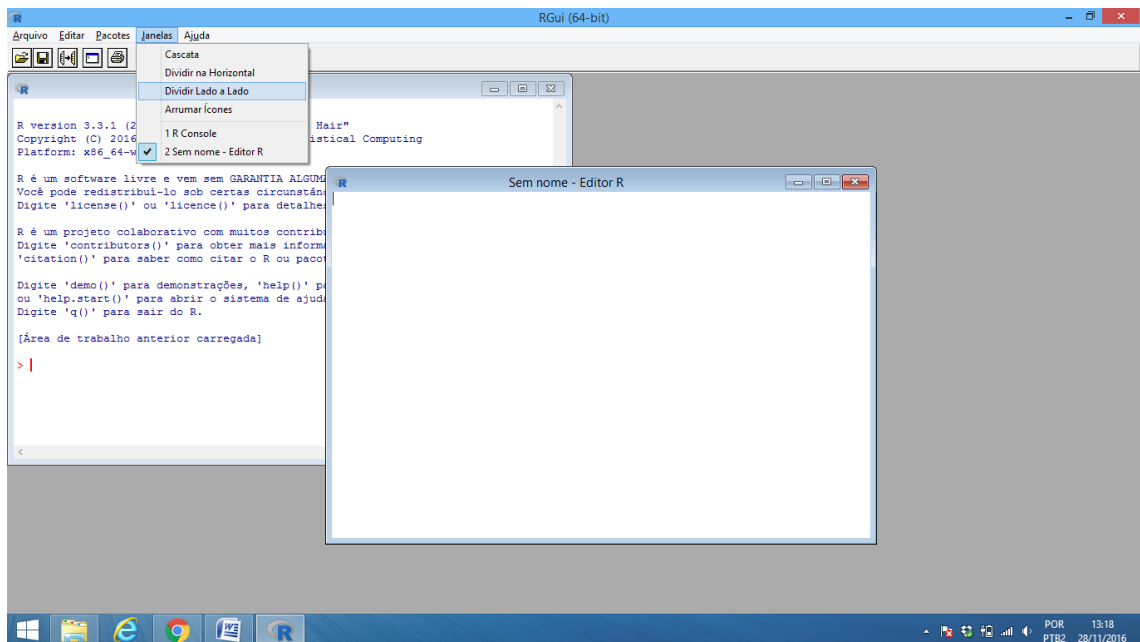 RGui (64-bit)
Arquivo Editar Pacotes Janelas Ajuda
Cascata
Dividir na Horizontal
Dividir Lado a Lado
Arrumar Ícones
1 R Console
2 Sem nome - Editor R
R version 3.3.1 (2 Hair"
Copyright (C) 2016 istical Computing
Platform: x86_64-w
R é um software livre e vem sem GARANTIA ALGUMA
Você pode redistribuí-lo sob certas circunstân
Digite 'license()' ou 'licence()' para detalhes
R é um projeto colaborativo com muitos contrib
Digite 'contributors()' para obter mais inform
'citation()' para saber como citar o R ou pacot
Digite 'demo()' para demonstrações, 'help()' pa
ou 'help.start()' para abrir o sistema de ajuda
Digite 'q()' para sair do R.
[Área de trabalho anterior carregada]
>
Sem nome - Editor R
POR 13:18
PTB2 28/11/2016